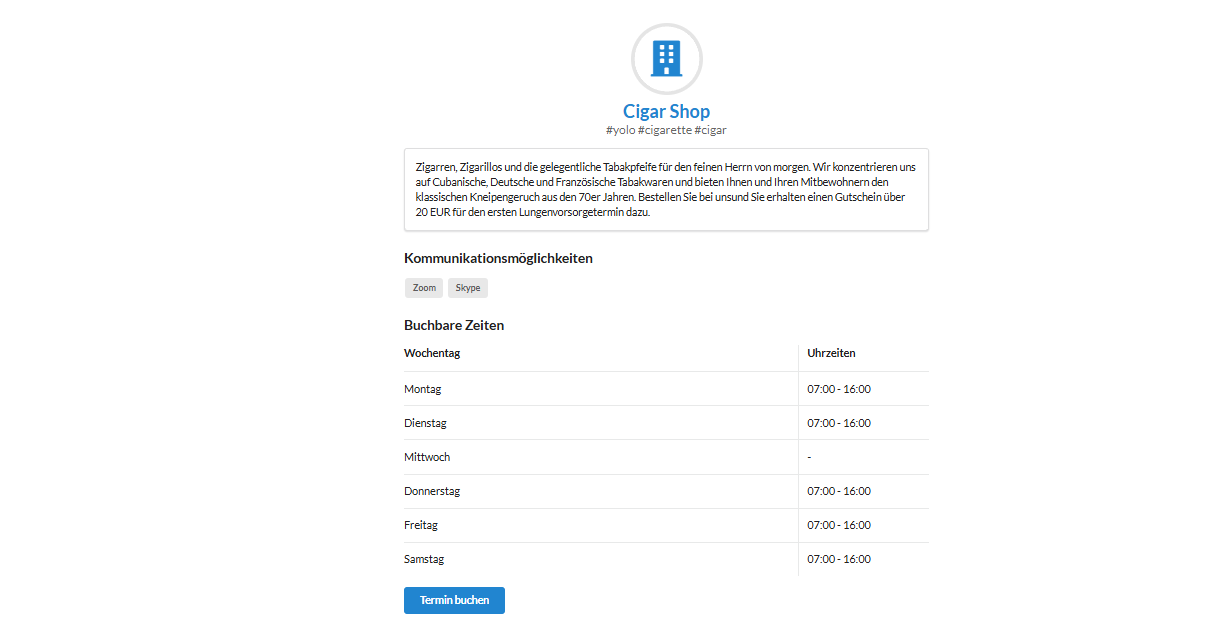 Cigar Shop
#yolo #cigarette #cigar
Zigarren, Zigarillos und die gelegentliche Tabakpfeife für den feinen Herrn von morgen. Wir konzentrieren uns
auf Cubanische, Deutsche und Französische Tabakwaren und bieten Ihnen und Ihren Mitbewohnern den
klassischen Kneipengeruch aus den 70er Jahren. Bestellen Sie bei unsund Sie erhalten einen Gutschein über
20 EUR für den ersten Lungenvorsorgetermin dazu.
Kommunikationsmöglichkeiten
Zoom Skype
Buchbare Zeiten
Wochentag Uhrzeiten
Montag 07:00 - 16:00
Dienstag 07:00 - 16:00
Mittwoch -
Donnerstag 07:00 - 16:00
Freitag 07:00 - 16:00
Samstag 07:00 - 16:00
Termin buchen